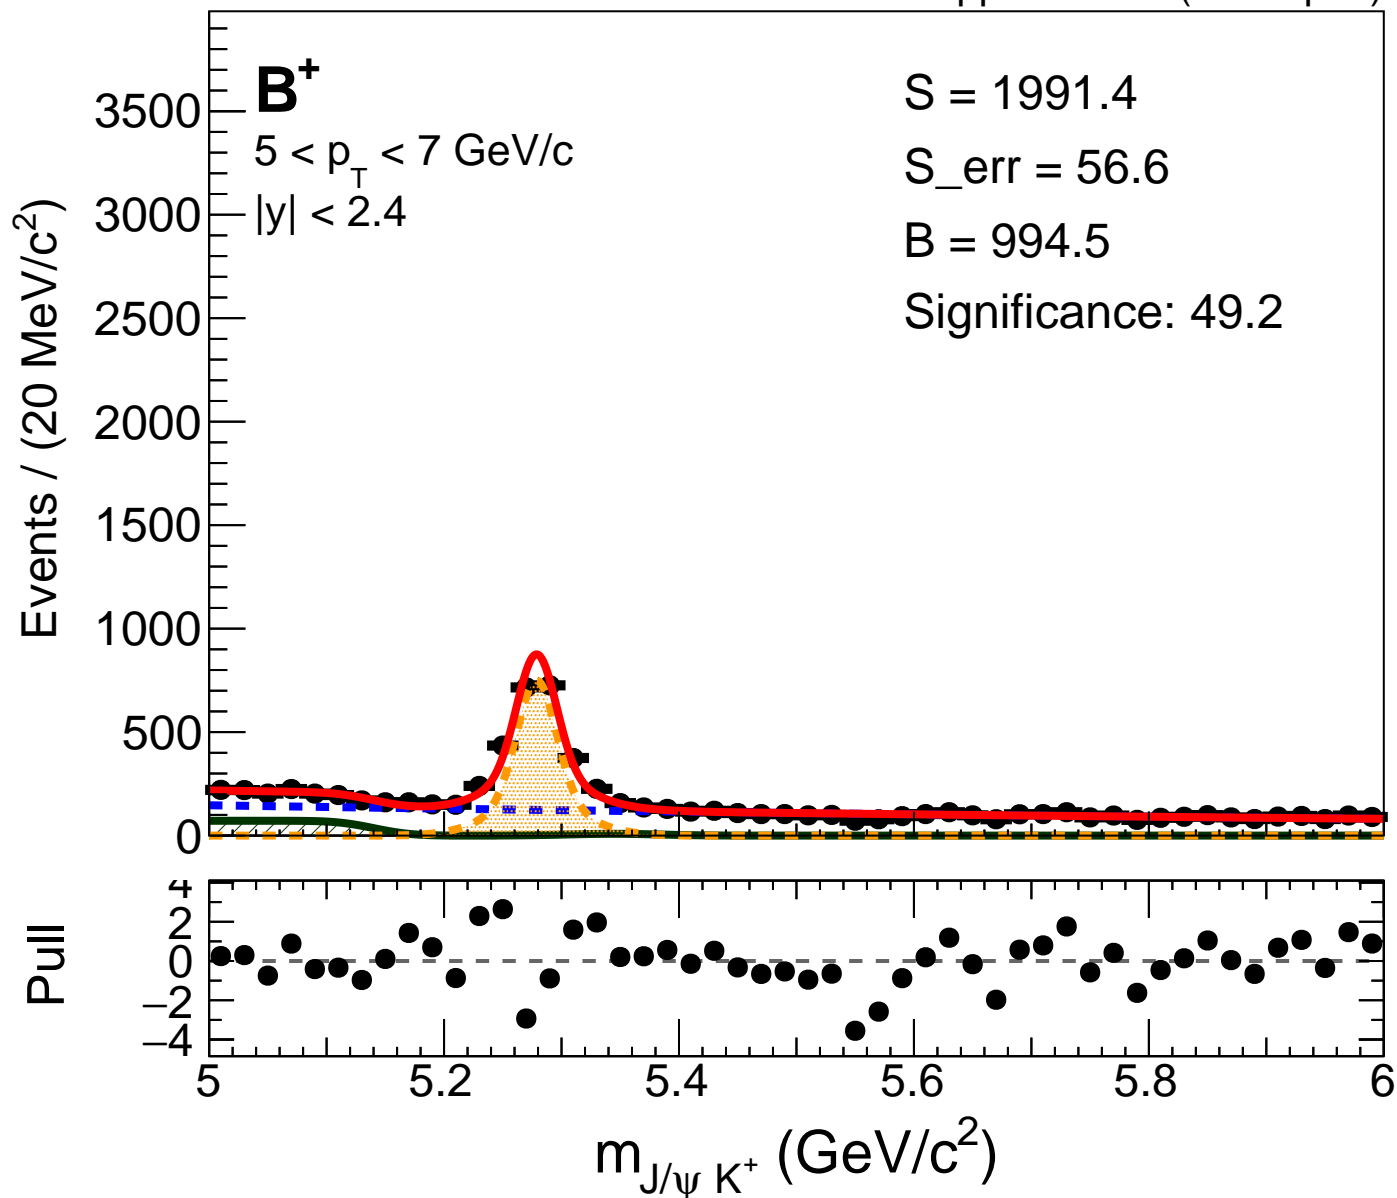 B+
5 < pT < 7 GeV/c
|y| < 2.4
S = 1991.4
S_err = 56.6
B = 994.5
Significance: 49.2
Events / (20 MeV/c²)
3500
3000
2500
2000
1500
1000
500
0
Pull
4
2
0
−2
−4
5 5.2 5.4 5.6 5.8 6
m J/ψ K+ (GeV/c²)